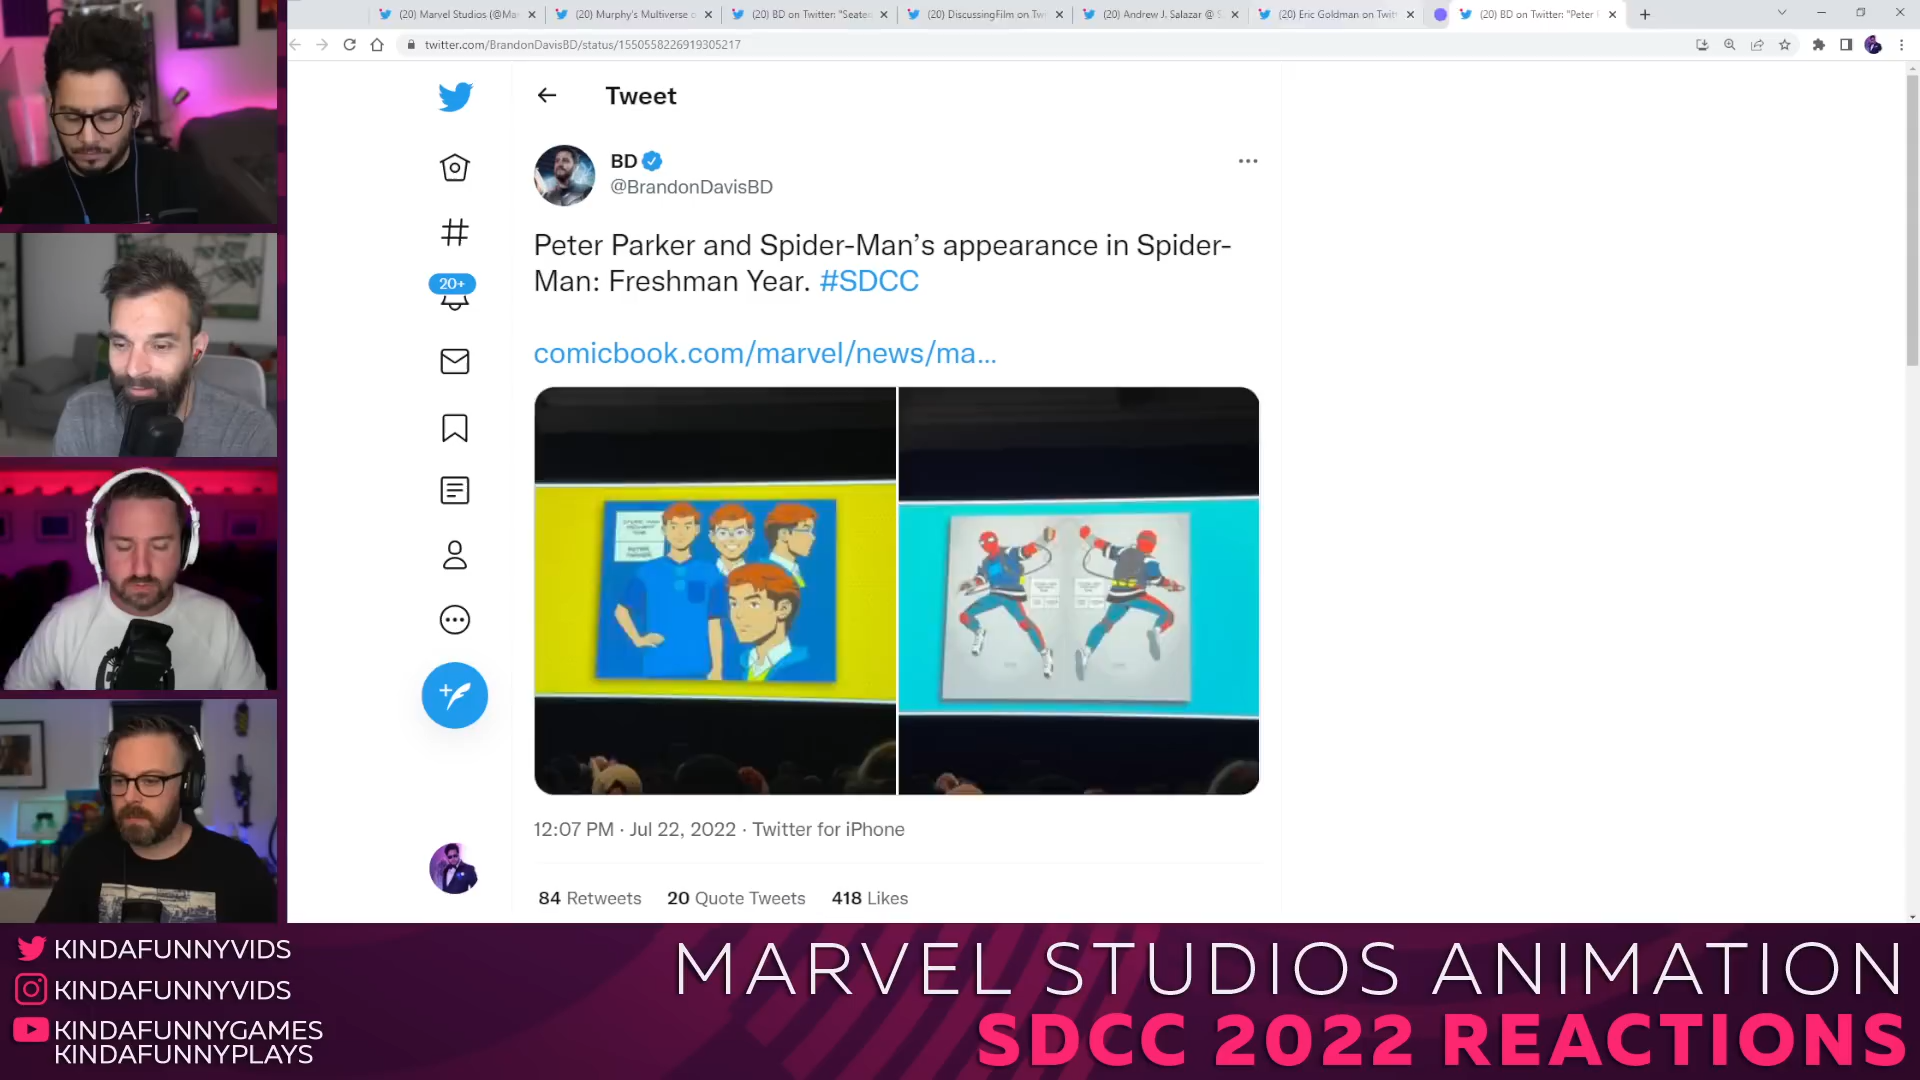 (20) Marvel Studios (@Ma
(20) Murphy's Multiverse o
(20) BD on Twitter: "Seate
(20) DiscussingFilm on Tw
(20) Andrew J. Salazar @ S
(20) Eric Goldman on Twit
(20) BD on Twitter: "Peter
twitter.com/BrandonDavisBD/status/1550558226919305217
Tweet
BD
@BrandonDavisBD
Peter Parker and Spider-Man's appearance in Spider-
Man: Freshman Year. #SDCC
20+
comicbook.com/marvel/news/ma...
PETER
PARKER
12:07 PM · Jul 22, 2022 · Twitter for iPhone
84 Retweets 20 Quote Tweets 418 Likes
KINDAFUNNYVIDS
KINDAFUNNYVIDS
KINDAFUNNYGAMES
KINDAFUNNYPLAYS
MARVEL STUDIOS ANIMATION
SDCC 2022 REACTIONS